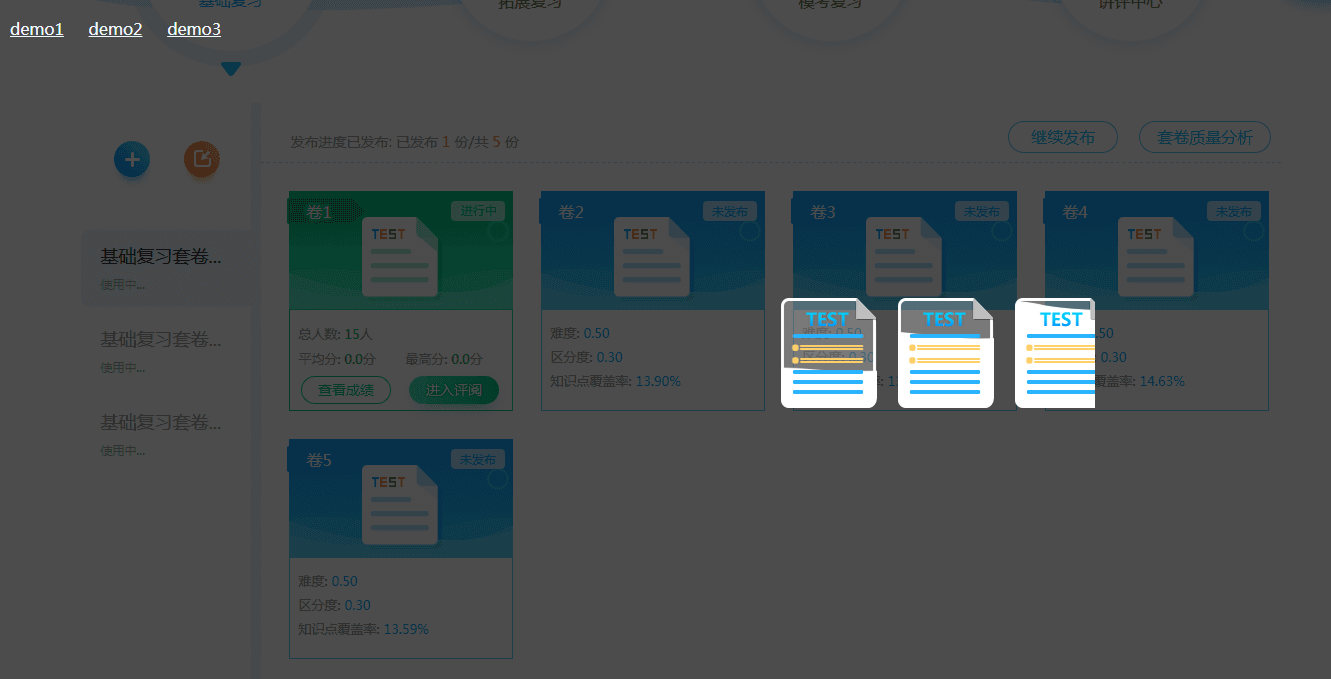 基础复习
拓展复习
模考复习
讲评中心
demo1 demo2 demo3
发布进度已发布: 已发布 1 份/共 5 份
继续发布
套卷质量分析
基础复习套卷...
使用中...
基础复习套卷...
使用中...
基础复习套卷...
使用中...
卷1
进行中
TEST
总人数: 15人
平均分: 0.0分 最高分: 0.0分
查看成绩 进入评阅
卷2
未发布
TEST
难度: 0.50
区分度: 0.30
知识点覆盖率: 13.90%
卷3
未发布
TEST
难度: 0.50
区分度: 0.30
卷4
未发布
TEST
0.50
0.30
覆盖率: 14.63%
TEST
TEST
TEST
卷5
未发布
TEST
难度: 0.50
区分度: 0.30
知识点覆盖率: 13.59%